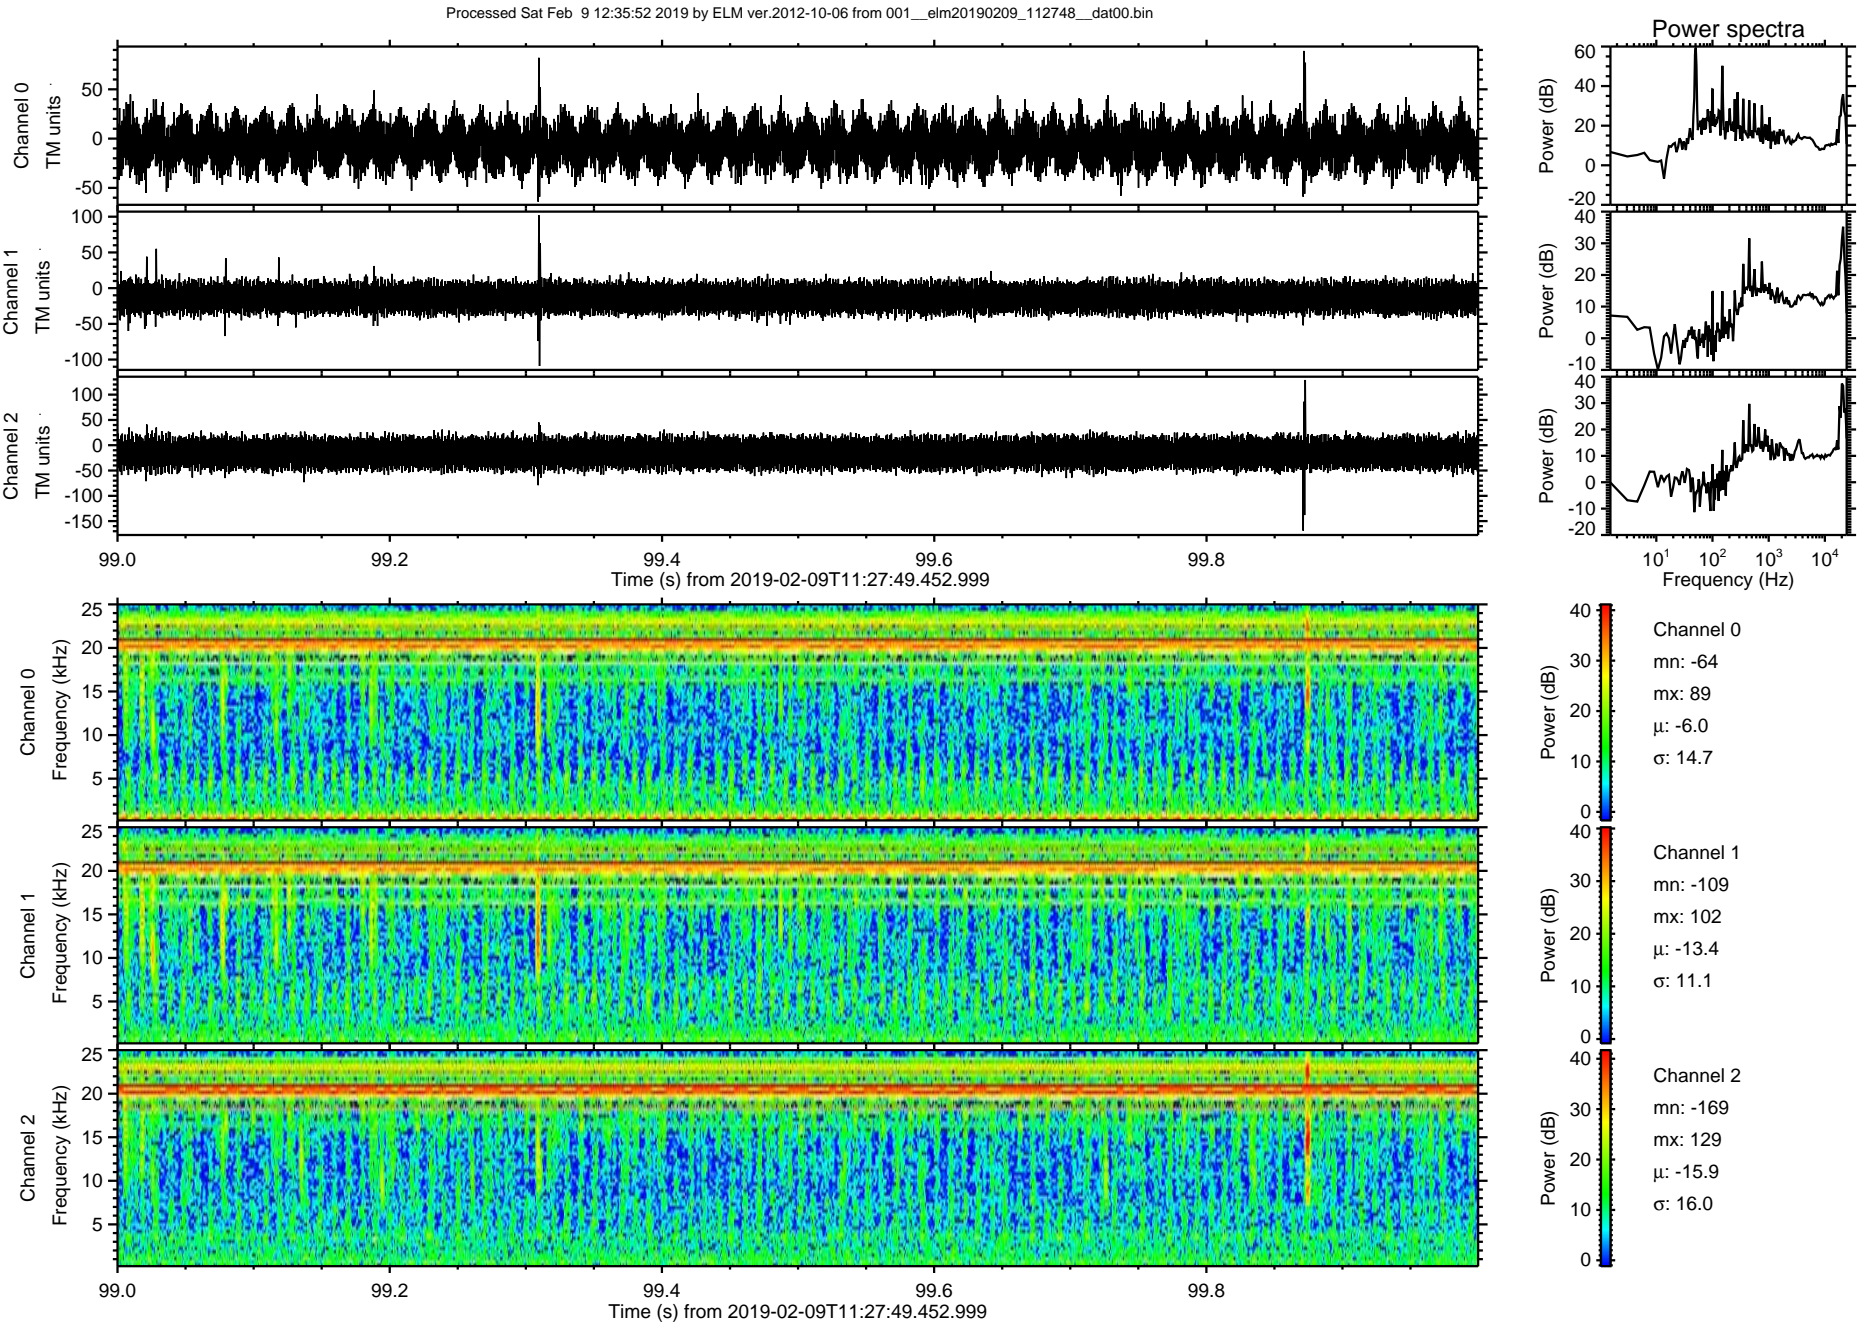 Processed Sat Feb  9 12:35:52 2019 by ELM ver.2012-10-06 from 001__elm20190209_112748__dat00.bin
Power spectra
Channel 0
TM units
50
0
-50
Power (dB)
60
40
20
0
-20
Channel 1
TM units
100
50
0
-50
-100
Power (dB)
40
30
20
10
0
-10
Channel 2
TM units
100
50
0
-50
-100
-150
Power (dB)
40
30
20
10
0
-10
-20
99.0 99.2 99.4 99.6 99.8
Time (s) from 2019-02-09T11:27:49.452.999
10^1 10^2 10^3 10^4
Frequency (Hz)
Channel 0
Frequency (kHz)
25
20
15
10
5
Power (dB)
40
30
20
10
0
Channel 0
mn: -64
mx: 89
μ: -6.0
σ: 14.7
Channel 1
Frequency (kHz)
25
20
15
10
5
Power (dB)
40
30
20
10
0
Channel 1
mn: -109
mx: 102
μ: -13.4
σ: 11.1
Channel 2
Frequency (kHz)
25
20
15
10
5
Power (dB)
40
30
20
10
0
Channel 2
mn: -169
mx: 129
μ: -15.9
σ: 16.0
99.0 99.2 99.4 99.6 99.8
Time (s) from 2019-02-09T11:27:49.452.999